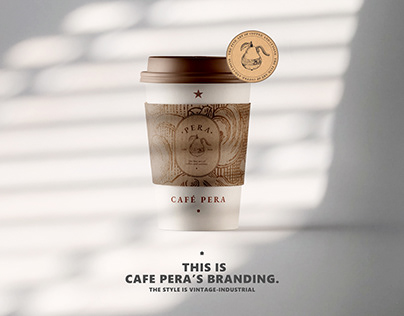 PERA
CAFÉ PERA
THIS IS
CAFE PERA'S BRANDING.
THE STYLE IS VINTAGE-INDUSTRIAL